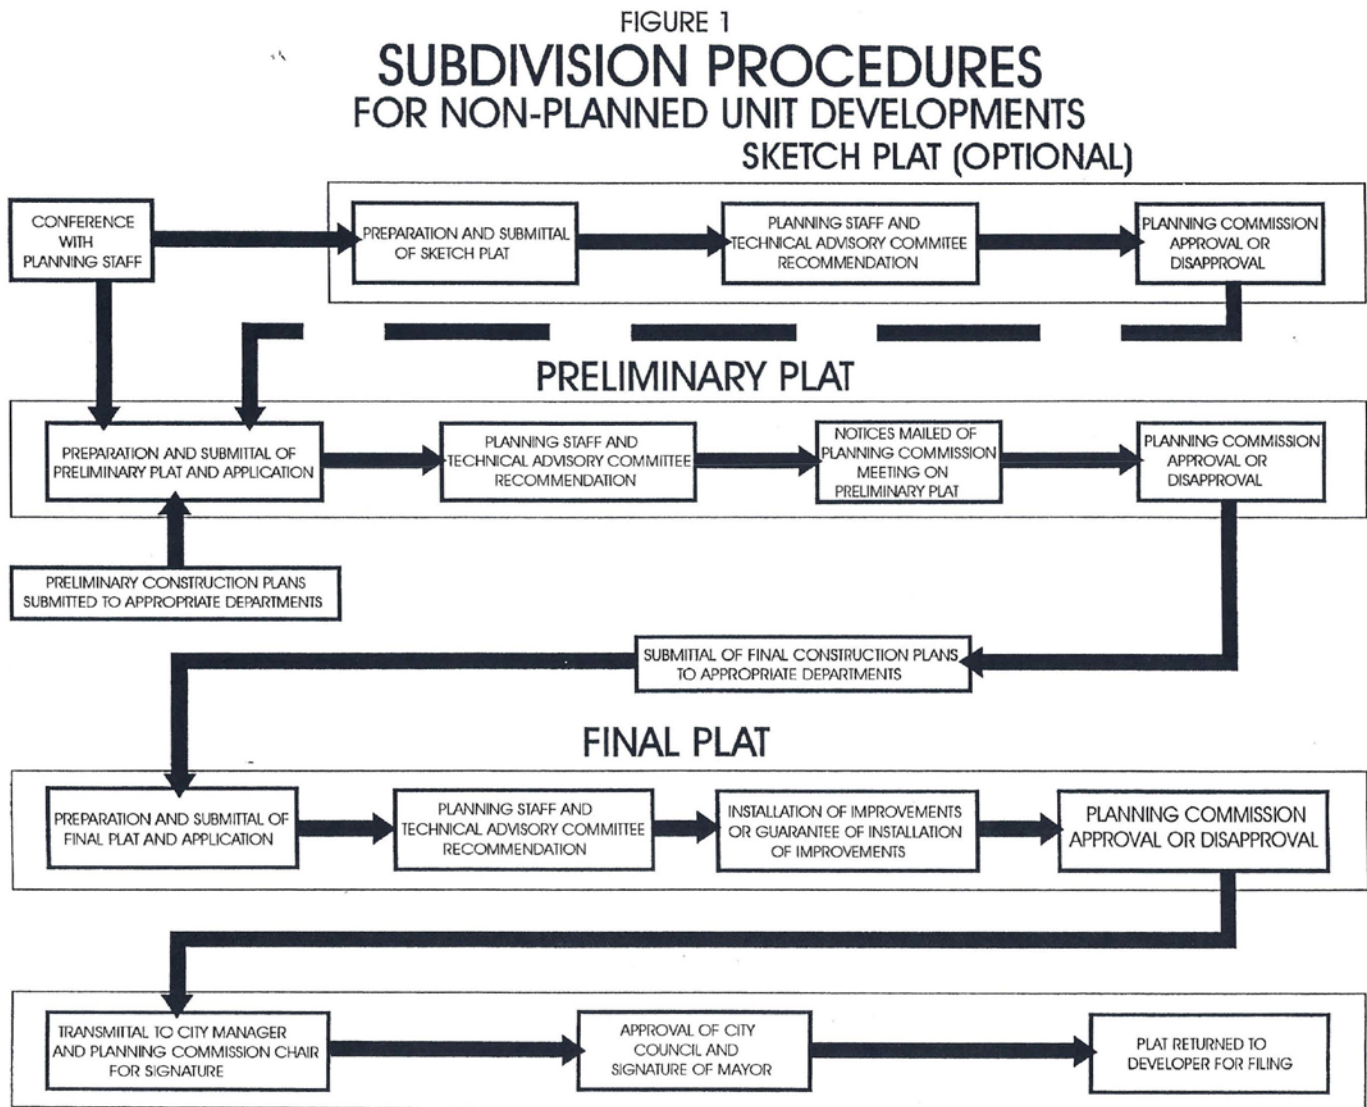 FIGURE 1
SUBDIVISION PROCEDURES
FOR NON-PLANNED UNIT DEVELOPMENTS
SKETCH PLAT (OPTIONAL)
CONFERENCE
WITH
PLANNING STAFF
PREPARATION AND SUBMITTAL
OF SKETCH PLAT
PLANNING STAFF AND
TECHNICAL ADVISORY COMMITEE
RECOMMENDATION
PLANNING COMMISSION
APPROVAL OR
DISAPPROVAL
PRELIMINARY PLAT
PREPARATION AND SUBMITTAL OF
PRELIMINARY PLAT AND APPLICATION
PLANNING STAFF AND
TECHNICAL ADVISORY COMMITTEE
RECOMMENDATION
NOTICES MAILED OF
PLANNING COMMISSION
MEETING ON
PRELIMINARY PLAT
PLANNING COMMISSION
APPROVAL OR
DISAPPROVAL
PRELIMINARY CONSTRUCTION PLANS
SUBMITTED TO APPROPRIATE DEPARTMENTS
SUBMITTAL OF FINAL CONSTRUCTION PLANS
TO APPROPRIATE DEPARTMENTS
FINAL PLAT
PREPARATION AND SUBMITTAL OF
FINAL PLAT AND APPLICATION
PLANNING STAFF AND
TECHNICAL ADVISORY COMMITTEE
RECOMMENDATION
INSTALLATION OF IMPROVEMENTS
OR GUARANTEE OF INSTALLATION
OF IMPROVEMENTS
PLANNING COMMISSION
APPROVAL OR DISAPPROVAL
TRANSMITTAL TO CITY MANAGER
AND PLANNING COMMISSION CHAIR
FOR SIGNATURE
APPROVAL OF CITY
COUNCIL AND
SIGNATURE OF MAYOR
PLAT RETURNED TO
DEVELOPER FOR FILING